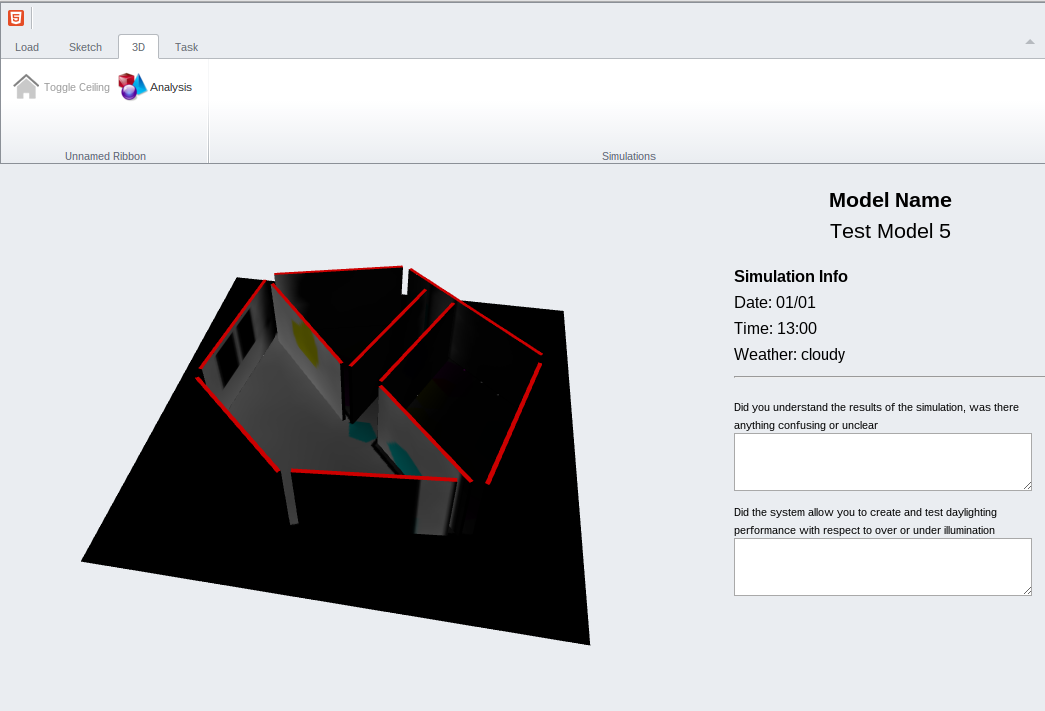 Load Sketch 3D Task
Toggle Ceiling Analysis
Unnamed Ribbon Simulations
Model Name
Test Model 5
Simulation Info
Date: 01/01
Time: 13:00
Weather: cloudy
Did you understand the results of the simulation, was there
anything confusing or unclear
Did the system allow you to create and test daylighting
performance with respect to over or under illumination